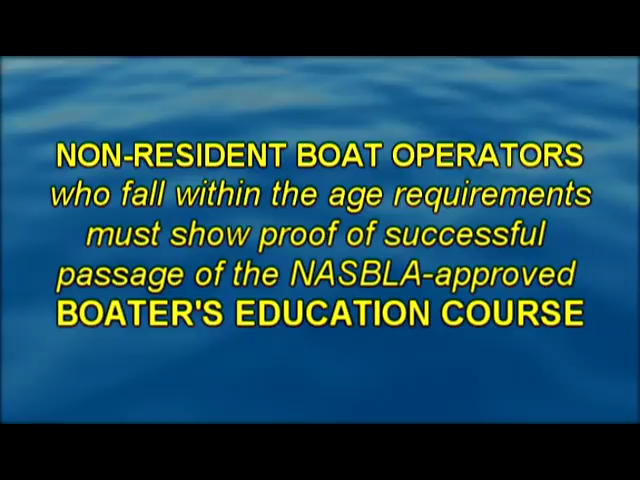 NON-RESIDENT BOAT OPERATORS
who fall within the age requirements
must show proof of successful
passage of the NASBLA-approved
BOATER'S EDUCATION COURSE